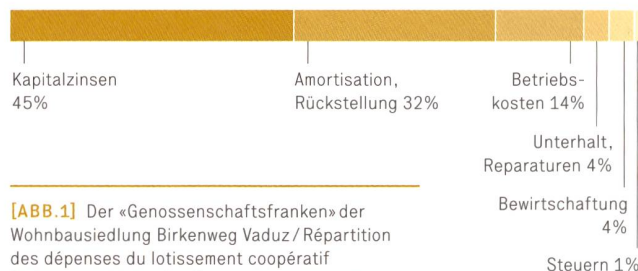 Kapitalzinsen
45%
Amortisation,
Rückstellung 32%
Betriebs-
kosten 14%
Unterhalt,
Reparaturen 4%
Bewirtschaftung
4%
Steuern 1%
[ABB.1] Der «Genossenschaftsfranken» der
Wohnbausiedlung Birkenweg Vaduz / Répartition
des dépenses du lotissement coopératif